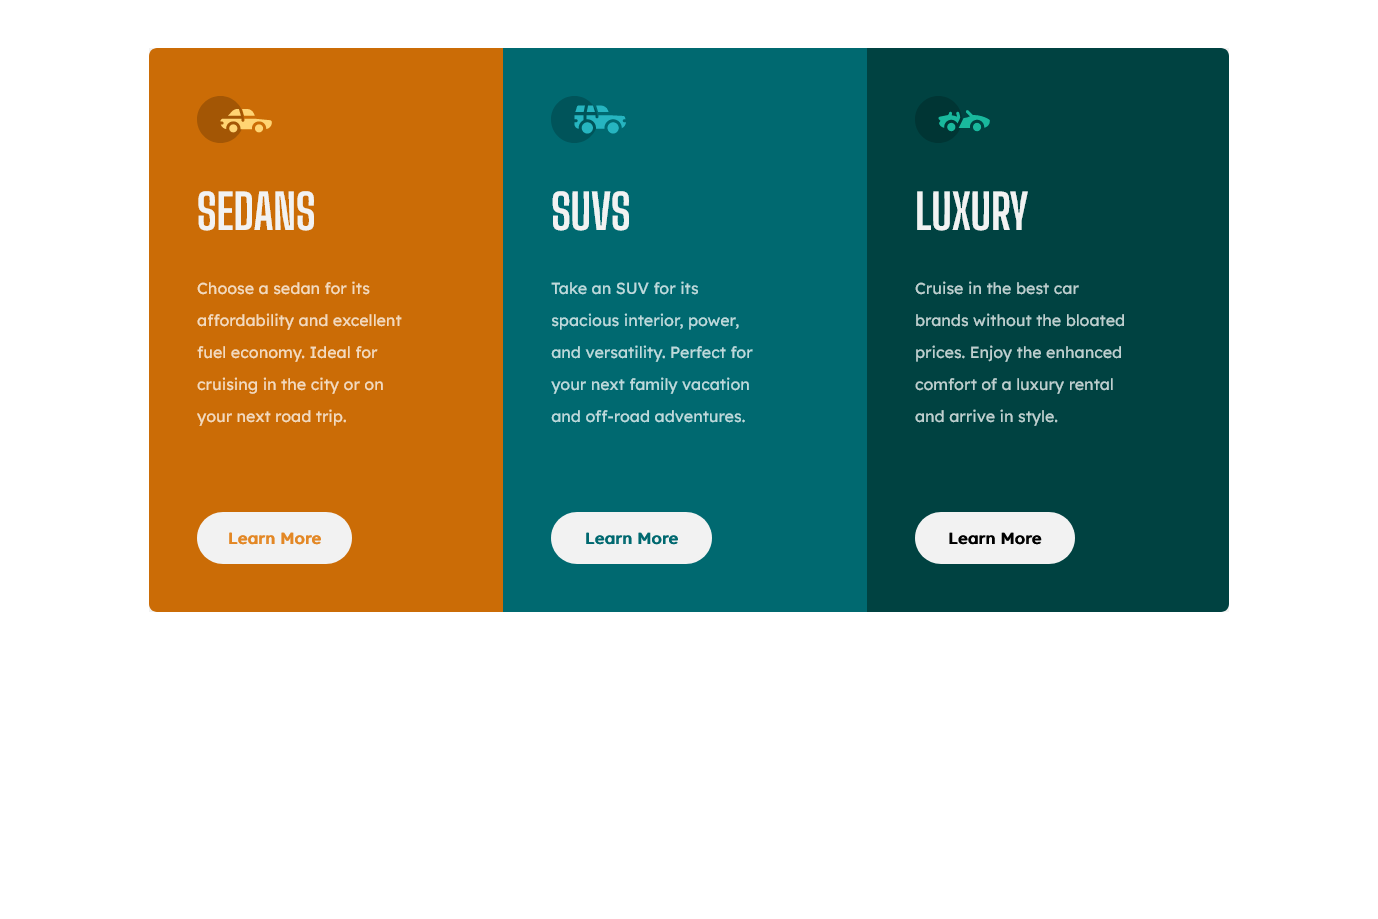 SEDANS
Choose a sedan for its
affordability and excellent
fuel economy. Ideal for
cruising in the city or on
your next road trip.
Learn More
SUVS
Take an SUV for its
spacious interior, power,
and versatility. Perfect for
your next family vacation
and off-road adventures.
Learn More
LUXURY
Cruise in the best car
brands without the bloated
prices. Enjoy the enhanced
comfort of a luxury rental
and arrive in style.
Learn More